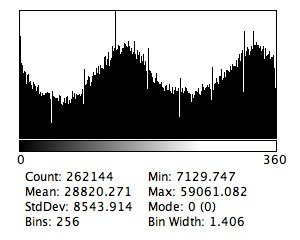 0 360
Count: 262144 Min: 7129.747
Mean: 28820.271 Max: 59061.082
StdDev: 8543.914 Mode: 0 (0)
Bins: 256 Bin Width: 1.406